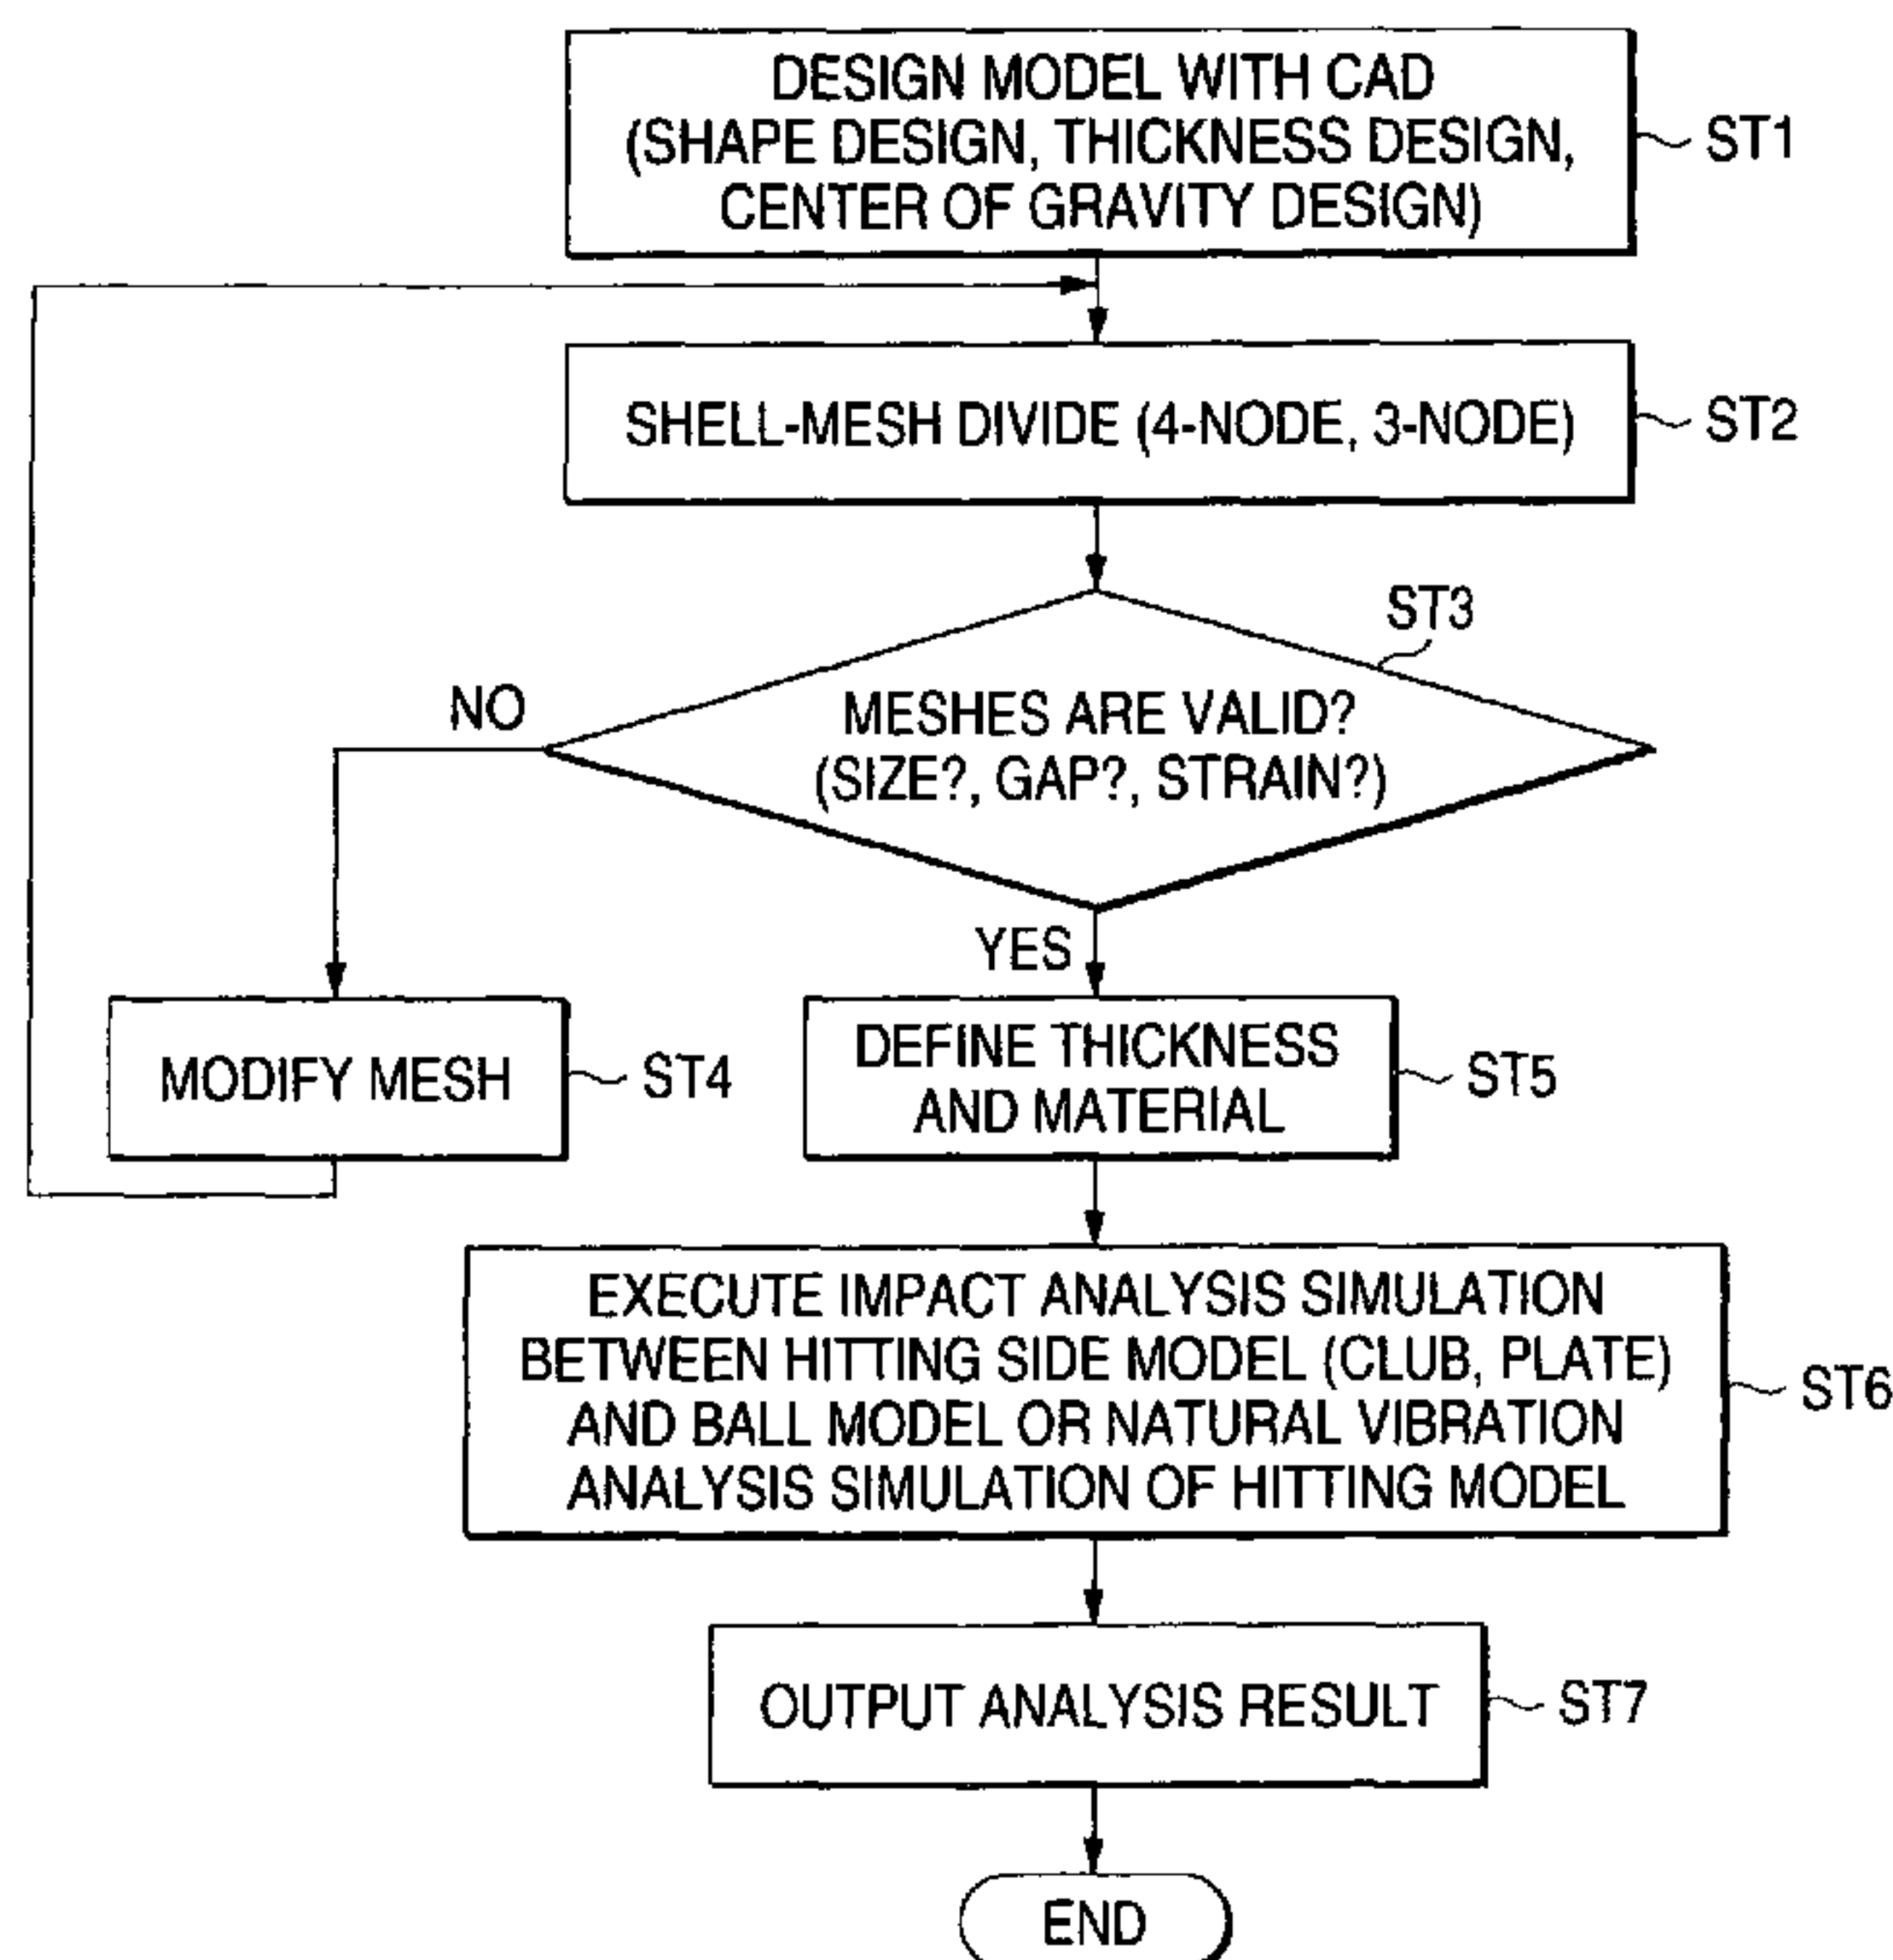 DESIGN MODEL WITH CAD
(SHAPE DESIGN, THICKNESS DESIGN,
CENTER OF GRAVITY DESIGN)
ST1
SHELL-MESH DIVIDE (4-NODE, 3-NODE)
ST2
ST3
MESHES ARE VALID?
(SIZE?, GAP?, STRAIN?)
NO
YES
MODIFY MESH
ST4
DEFINE THICKNESS
AND MATERIAL
ST5
EXECUTE IMPACT ANALYSIS SIMULATION
BETWEEN HITTING SIDE MODEL (CLUB, PLATE)
AND BALL MODEL OR NATURAL VIBRATION
ANALYSIS SIMULATION OF HITTING MODEL
ST6
OUTPUT ANALYSIS RESULT
ST7
END